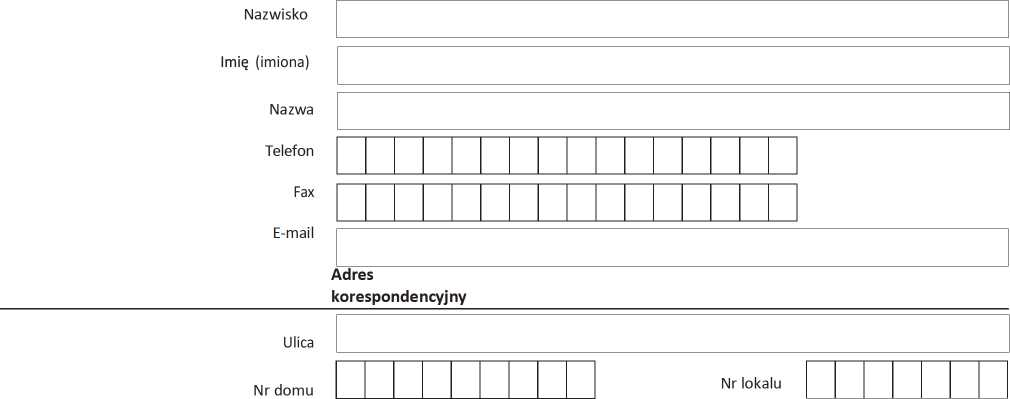 Nazwisko
Imię (imiona)
Nazwa
Telefon
Fax
E-mail
Adres
korespondencyjny
Ulica
Nr domu Nr lokalu